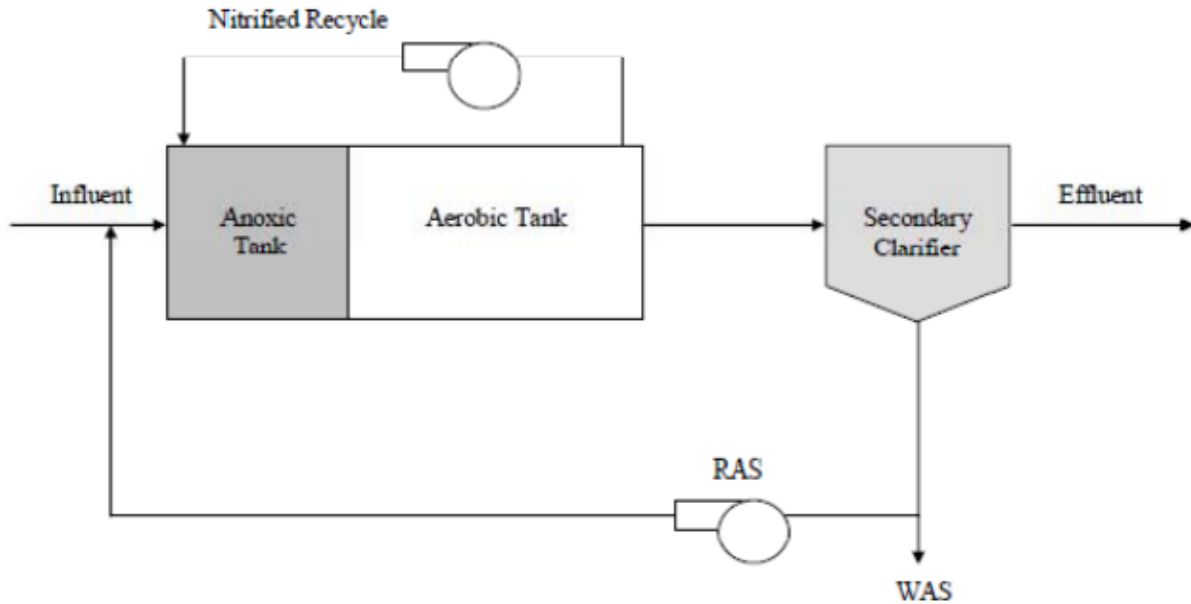 Nitrified Recycle
Influent
Anoxic
Tank
Aerobic Tank
Secondary
Clarifier
Effluent
RAS
WAS